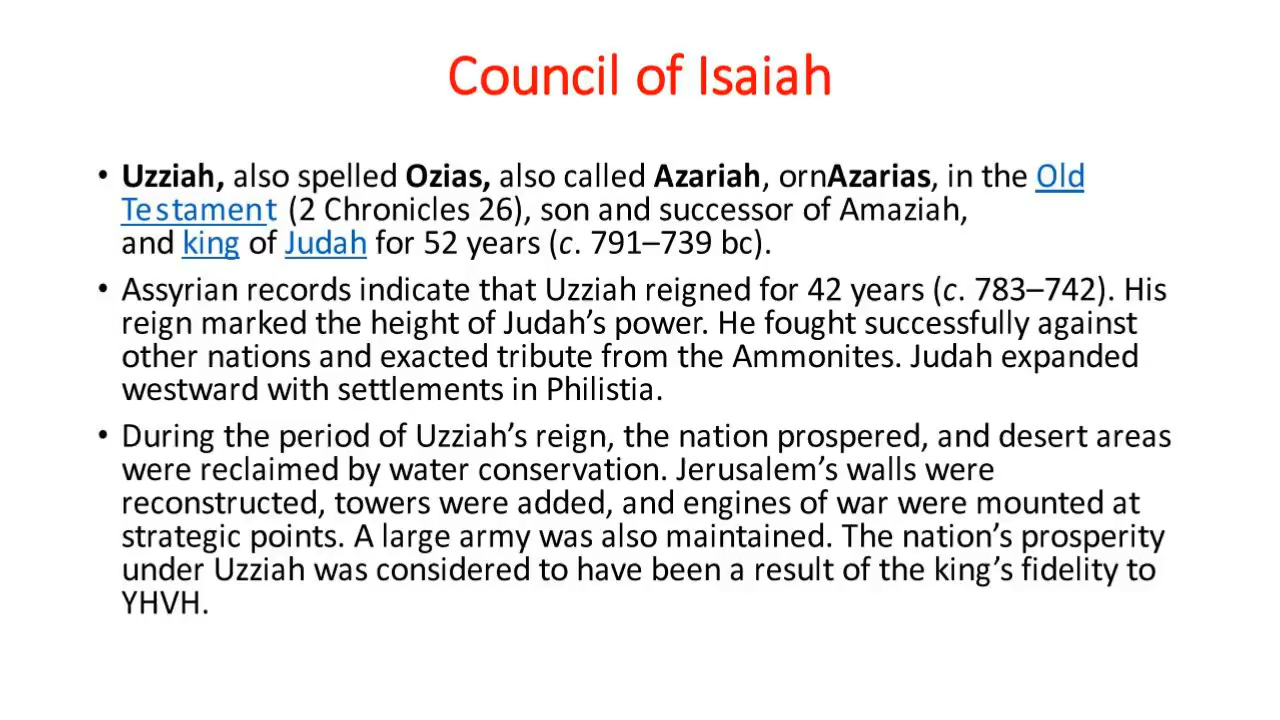 Council of Isaiah
• Uzziah, also spelled Ozias, also called Azariah, ornAzarias, in the Old
Testament (2 Chronicles 26), son and successor of Amaziah,
and king of Judah for 52 years (c. 791–739 bc).
• Assyrian records indicate that Uzziah reigned for 42 years (c. 783–742). His
reign marked the height of Judah’s power. He fought successfully against
other nations and exacted tribute from the Ammonites. Judah expanded
westward with settlements in Philistia.
• During the period of Uzziah’s reign, the nation prospered, and desert areas
were reclaimed by water conservation. Jerusalem’s walls were
reconstructed, towers were added, and engines of war were mounted at
strategic points. A large army was also maintained. The nation’s prosperity
under Uzziah was considered to have been a result of the king’s fidelity to
YHVH.